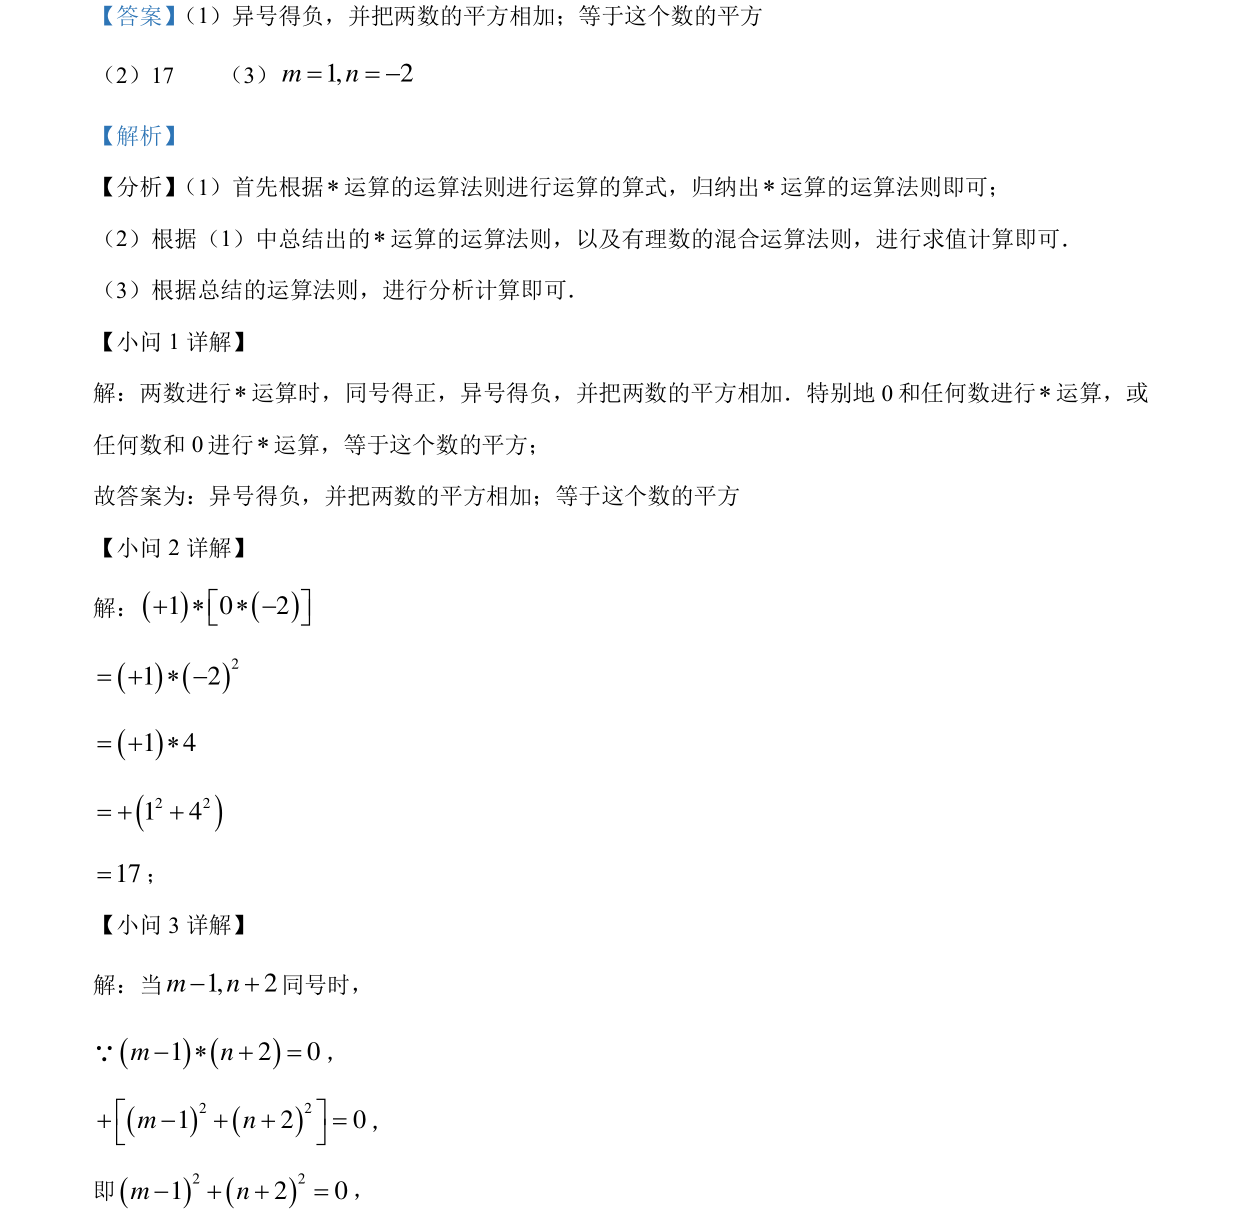 【答案】（1）异号得负，并把两数的平方相加；等于这个数的平方
（2）17 （3）m=1,n=−2
【解析】
【分析】（1）首先根据*运算的运算法则进行运算的算式，归纳出*运算的运算法则即可；
（2）根据（1）中总结出的*运算的运算法则，以及有理数的混合运算法则，进行求值计算即可．
（3）根据总结的运算法则，进行分析计算即可．
【小问 1 详解】
解：两数进行*运算时，同号得正，异号得负，并把两数的平方相加．特别地 0 和任何数进行*运算，或
任何数和 0 进行*运算，等于这个数的平方；
故答案为：异号得负，并把两数的平方相加；等于这个数的平方
【小问 2 详解】
解：(+1)*[0*(−2)]
=(+1)*(−2)²
=(+1)*4
=+(1²+4²)
=17；
【小问 3 详解】
解：当m−1,n+2同号时，
∵(m−1)*(n+2)=0，
+[(m−1)²+(n+2)²]=0，
即(m−1)²+(n+2)²=0，